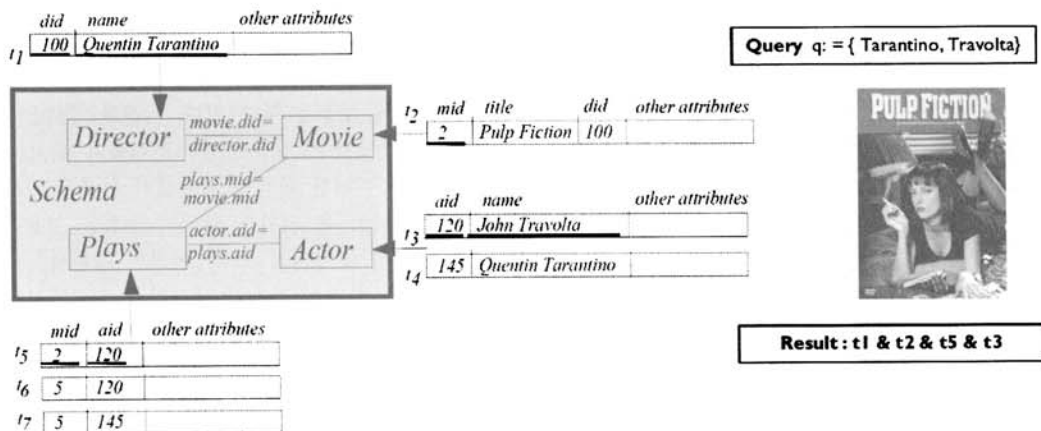 did name other attributes
t1 100 Quentin Tarantino
Query q: = { Tarantino, Travolta}
Schema
Director
movie.did=
director.did
Movie
plays.mid=
movie.mid
Plays
actor.aid=
plays.aid
Actor
mid title did other attributes
t2 2 Pulp Fiction 100
aid name other attributes
t3 120 John Travolta
t4 145 Quentin Tarantino
PULP FICTION
Result : t1 & t2 & t5 & t3
mid aid other attributes
t5 2 120
t6 5 120
t7 5 145